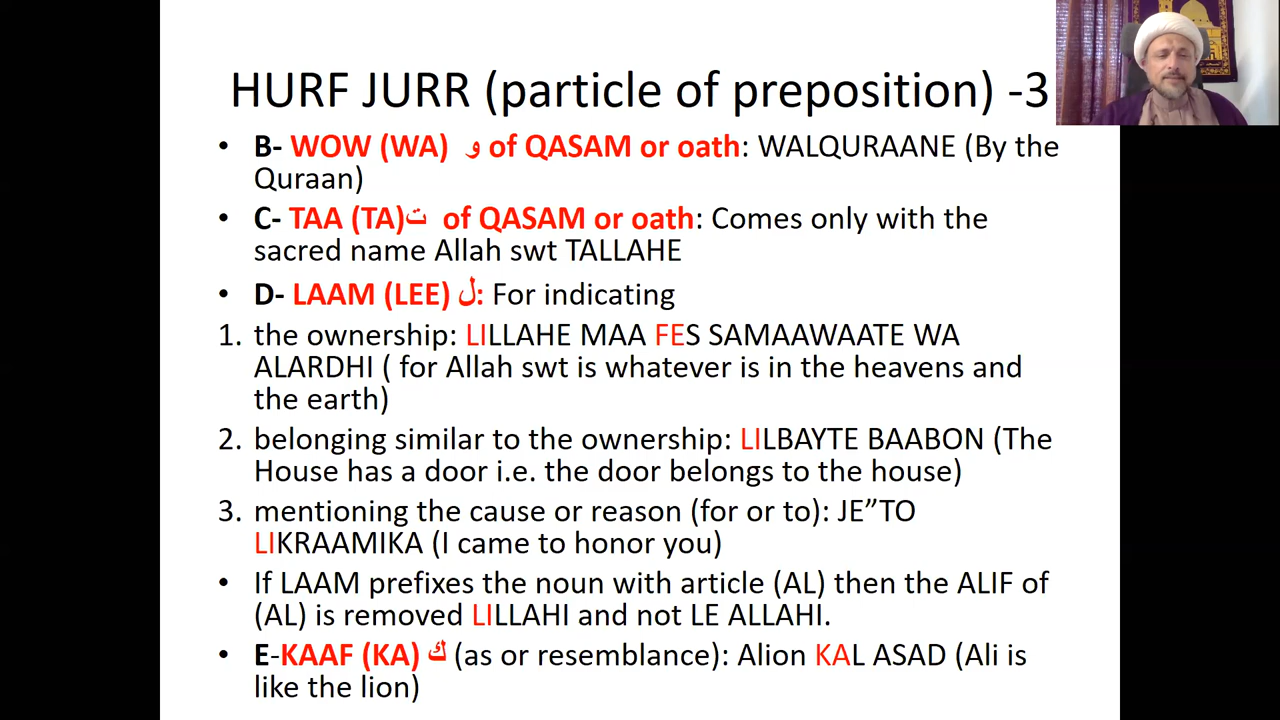 HURF JURR (particle of preposition) -3
• B- WOW (WA) و of QASAM or oath: WALQURAANE (By the
Quraan)
• C- TAA (TA)ت of QASAM or oath: Comes only with the
sacred name Allah swt TALLAHE
• D- LAAM (LEE) ل: For indicating
1. the ownership: LILLAHE MAA FES SAMAAWAATE WA
ALARDHI ( for Allah swt is whatever is in the heavens and
the earth)
2. belonging similar to the ownership: LILBAYTE BAABON (The
House has a door i.e. the door belongs to the house)
3. mentioning the cause or reason (for or to): JE”TO
LIKRAAMIKA (I came to honor you)
• If LAAM prefixes the noun with article (AL) then the ALIF of
(AL) is removed LILLAHI and not LE ALLAHI.
• E-KAAF (KA) ك (as or resemblance): Alion KAL ASAD (Ali is
like the lion)